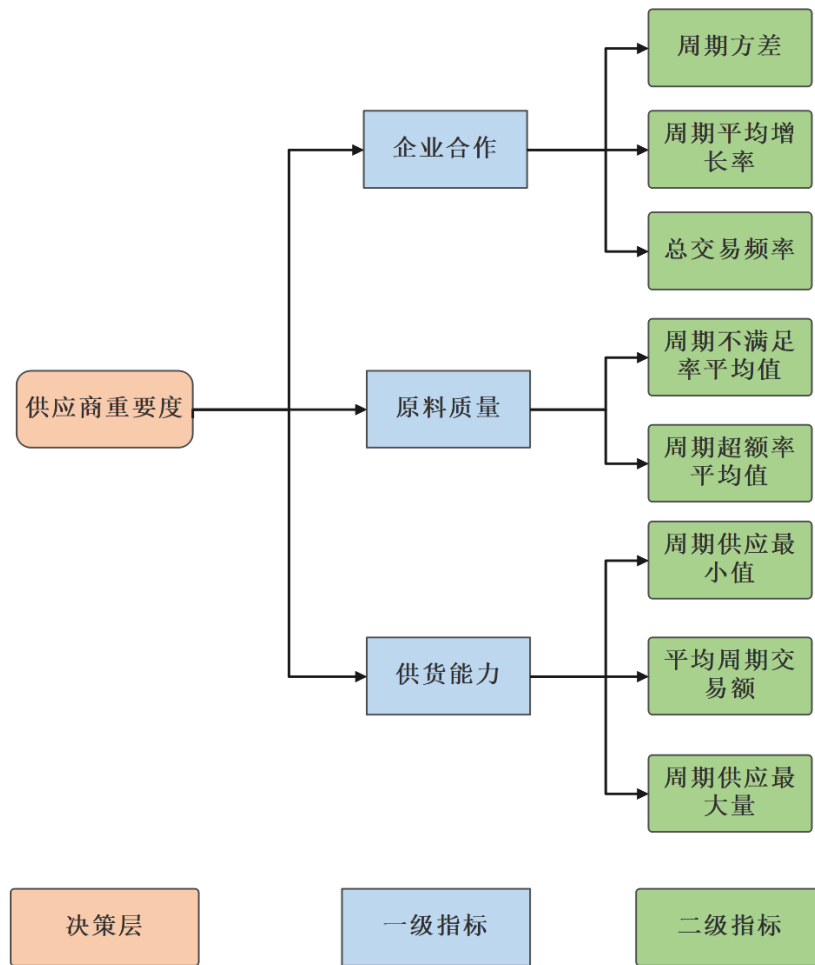 周期方差
企业合作
周期平均增
长率
总交易频率
供应商重要度
原料质量
周期不满足
率平均值
周期超额率
平均值
供货能力
周期供应最
小值
平均周期交
易额
周期供应最
大量
决策层
一级指标
二级指标